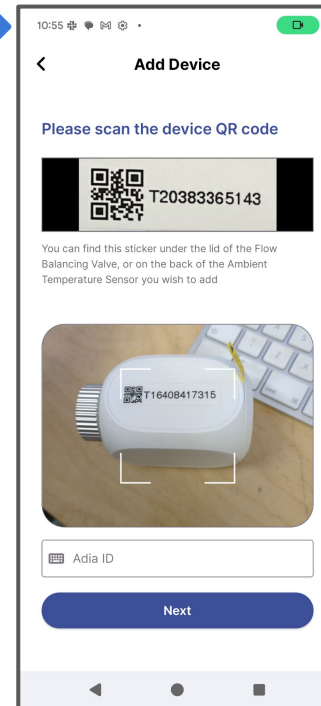 10:55
Add Device
Please scan the device QR code
T20383365143
You can find this sticker under the lid of the Flow
Balancing Valve, or on the back of the Ambient
Temperature Sensor you wish to add
T16408417315
Adia ID
Next